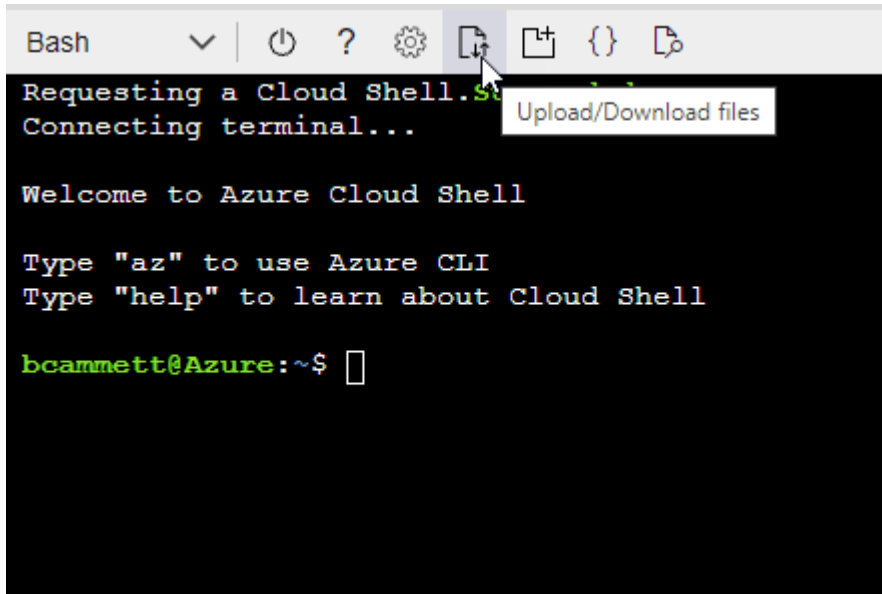 Bash
?
{}
Requesting a Cloud Shell.
Upload/Download files
Connecting terminal...
Welcome to Azure Cloud Shell
Type "az" to use Azure CLI
Type "help" to learn about Cloud Shell
bcammett@Azure:~$